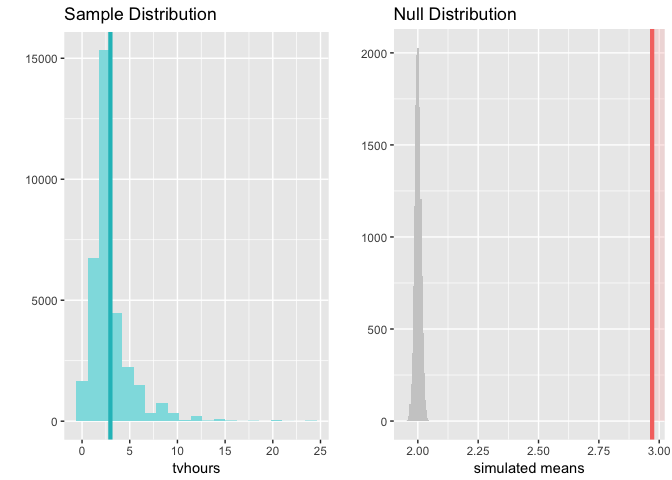 Sample Distribution
15000
10000
5000
0
0 5 10 15 20 25
tvhours
Null Distribution
2000
1500
1000
500
0
2.00 2.25 2.50 2.75 3.00
simulated means